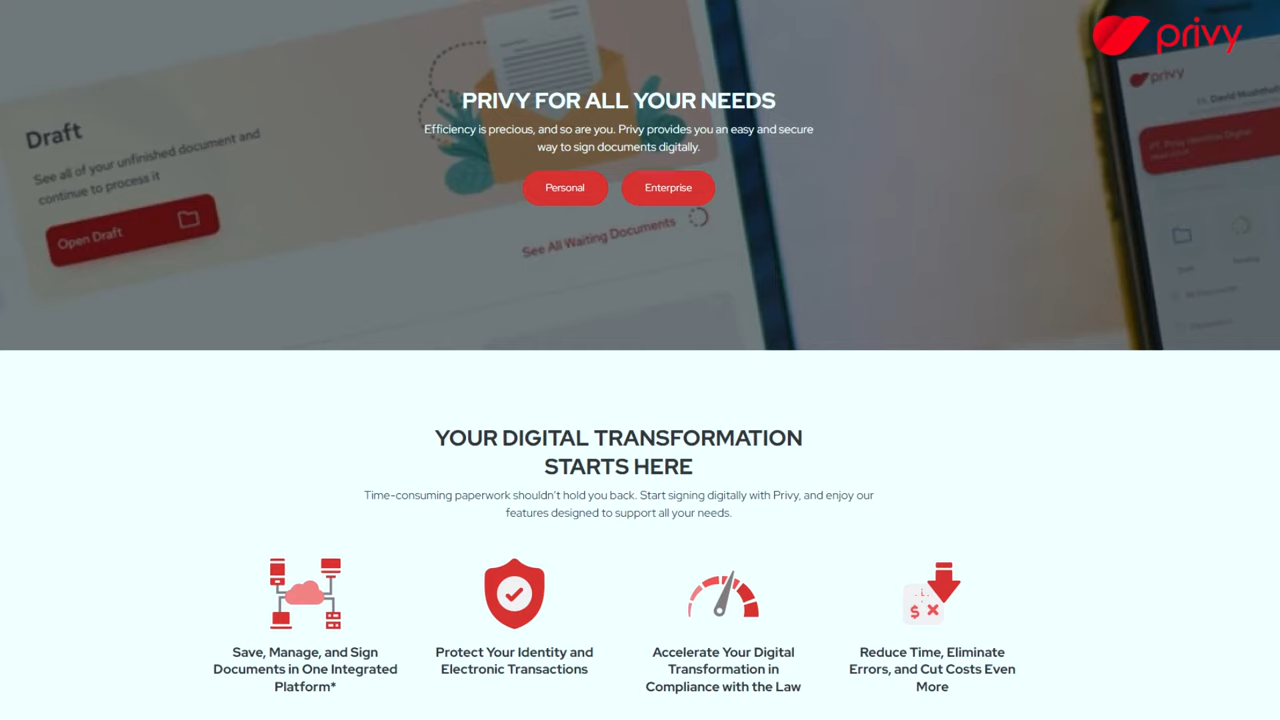 privy
PRIVY FOR ALL YOUR NEEDS
Efficiency is precious, and so are you. Privy provides you an easy and secure
way to sign documents digitally.
Personal
Enterprise
Draft
See all of your unfinished document and
continue to process it
Open Draft
See All Waiting Documents
privy
YOUR DIGITAL TRANSFORMATION
STARTS HERE
Time-consuming paperwork shouldn't hold you back. Start signing digitally with Privy, and enjoy our
features designed to support all your needs.
Save, Manage, and Sign
Documents in One Integrated
Platform*
Protect Your Identity and
Electronic Transactions
Accelerate Your Digital
Transformation in
Compliance with the Law
Reduce Time, Eliminate
Errors, and Cut Costs Even
More